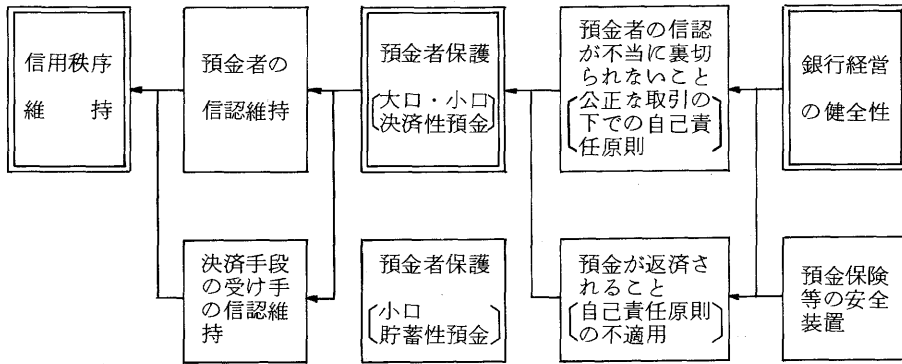 信用秩序
維　　持
預金者の
信認維持
預金者保護
〔大口・小口
決済性預金〕
預金者の信認
が不当に裏切
られないこと
〔公正な取引の
下での自己責
任原則〕
銀行経営
の健全性
決済手段
の受け手
の信認維
持
預金者保護
〔小口
貯蓄性預金〕
預金が返済さ
れること
〔自己責任原則
の不適用〕
預金保険
等の安全
装置